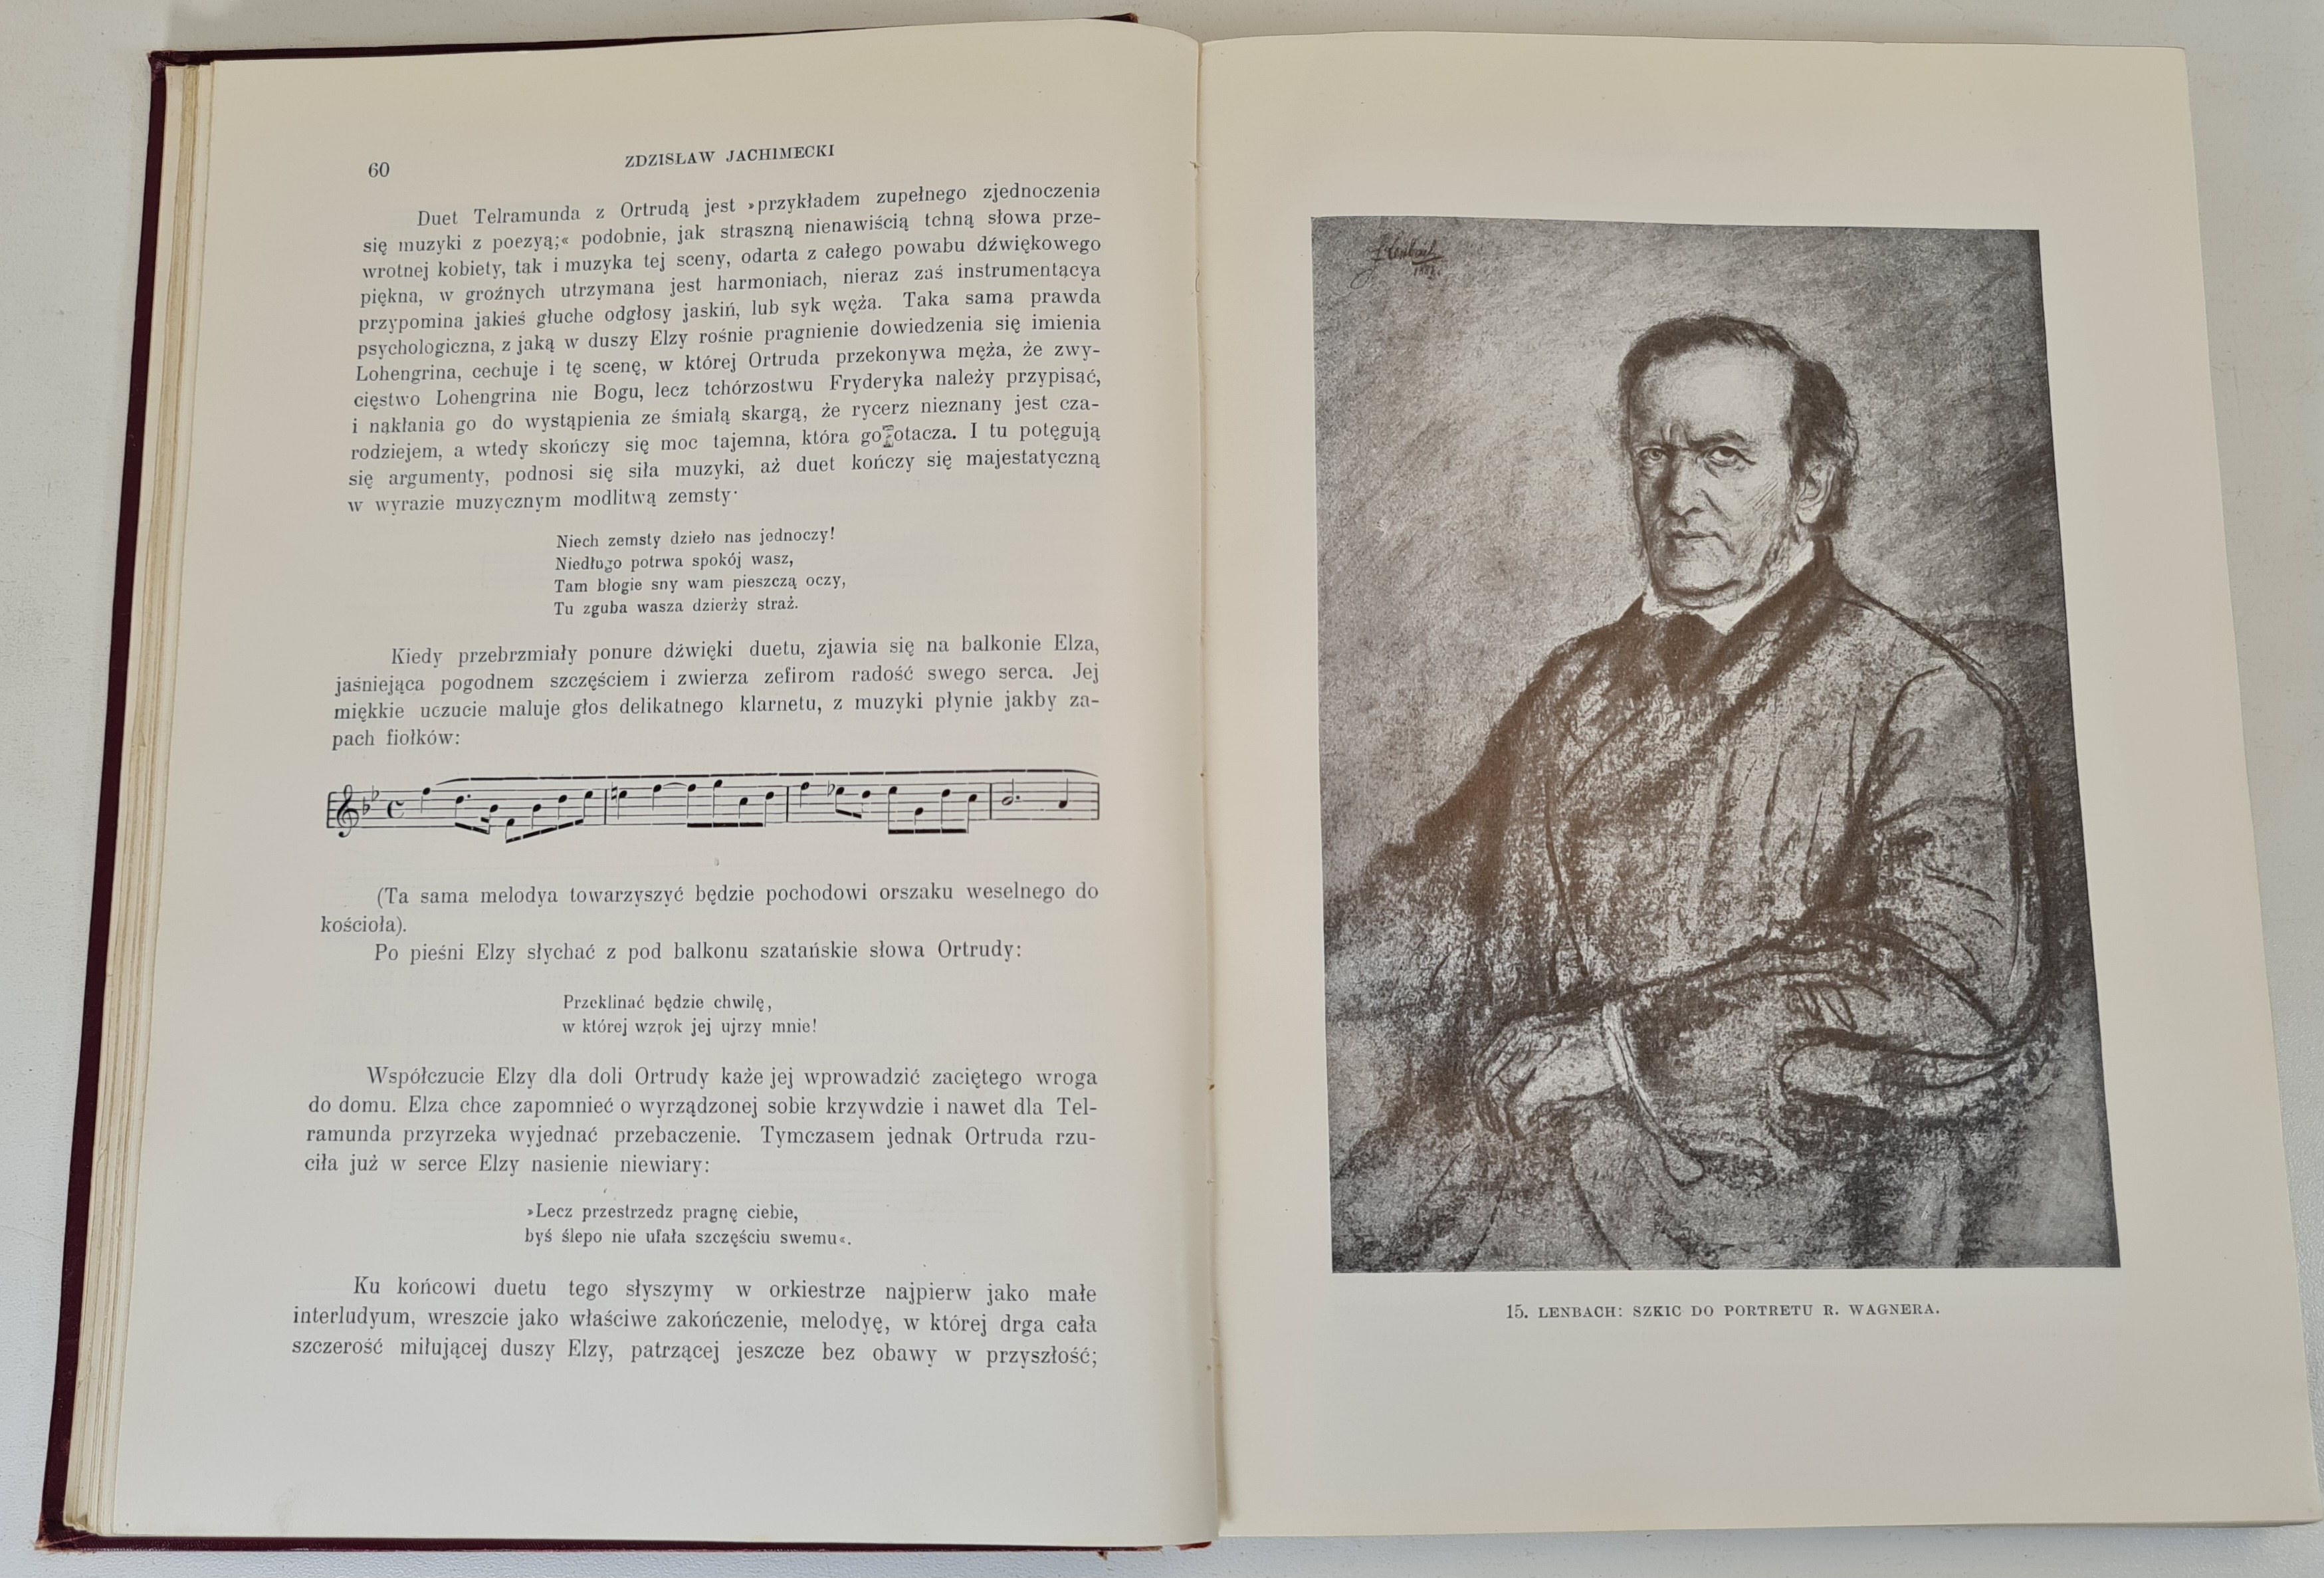 60
ZDZISŁAW JACHIMECKI
Duet Telramunda z Ortrudą jest »przykładem zupełnego zjednoczenia
się muzyki z poezyą;« podobnie, jak straszną nienawiścią tchną słowa prze-
wrotnej kobiety, tak i muzyka tej sceny, odarta z całego powabu dźwiękowego
piękna, w groźnych utrzymana jest harmoniach, nieraz zaś instrumentacya
przypomina jakieś głuche odgłosy jaskiń, lub syk węża. Taka sama prawda
psychologiczna, z jaką w duszy Elzy rośnie pragnienie dowiedzenia się imienia
Lohengrina, cechuje i tę scenę, w której Ortruda przekonywa męża, że zwy-
cięstwo Lohengrina nie Bogu, lecz tchórzostwu Fryderyka należy przypisać,
i nakłania go do wystąpienia ze śmiałą skargą, że rycerz nieznany jest cza-
rodziejem, a wtedy skończy się moc tajemna, która go otacza. I tu potęgują
się argumenty, podnosi się siła muzyki, aż duet kończy się majestatyczną
w wyrazie muzycznym modlitwą zemsty·
Niech zemsty dzieło nas jednoczy!
Niedługo potrwa spokój wasz,
Tam błogie sny wam pieszczą oczy,
Tu zguba wasza dzierży straż.
Kiedy przebrzmiały ponure dźwięki duetu, zjawia się na balkonie Elza,
jaśniejąca pogodnem szczęściem i zwierza zefirom radość swego serca. Jej
miękkie uczucie maluje głos delikatnego klarnetu, z muzyki płynie jakby za-
pach fiołków:
(Ta sama melodya towarzyszyć będzie pochodowi orszaku weselnego do
kościoła).
Po pieśni Elzy słychać z pod balkonu szatańskie słowa Ortrudy:
Przeklinać będzie chwilę,
w której wzrok jej ujrzy mnie!
Współczucie Elzy dla doli Ortrudy każe jej wprowadzić zaciętego wroga
do domu. Elza chce zapomnieć o wyrządzonej sobie krzywdzie i nawet dla Tel-
ramunda przyrzeka wyjednać przebaczenie. Tymczasem jednak Ortruda rzu-
ciła już w serce Elzy nasienie niewiary:
»Lecz przestrzedz pragnę ciebie,
byś ślepo nie ufała szczęściu swemu«.
Ku końcowi duetu tego słyszymy w orkiestrze najpierw jako małe
interludyum, wreszcie jako właściwe zakończenie, melodyę, w której drga cała
szczerość miłującej duszy Elzy, patrzącej jeszcze bez obawy w przyszłość;
15. LENBACH: SZKIC DO PORTRETU R. WAGNERA.